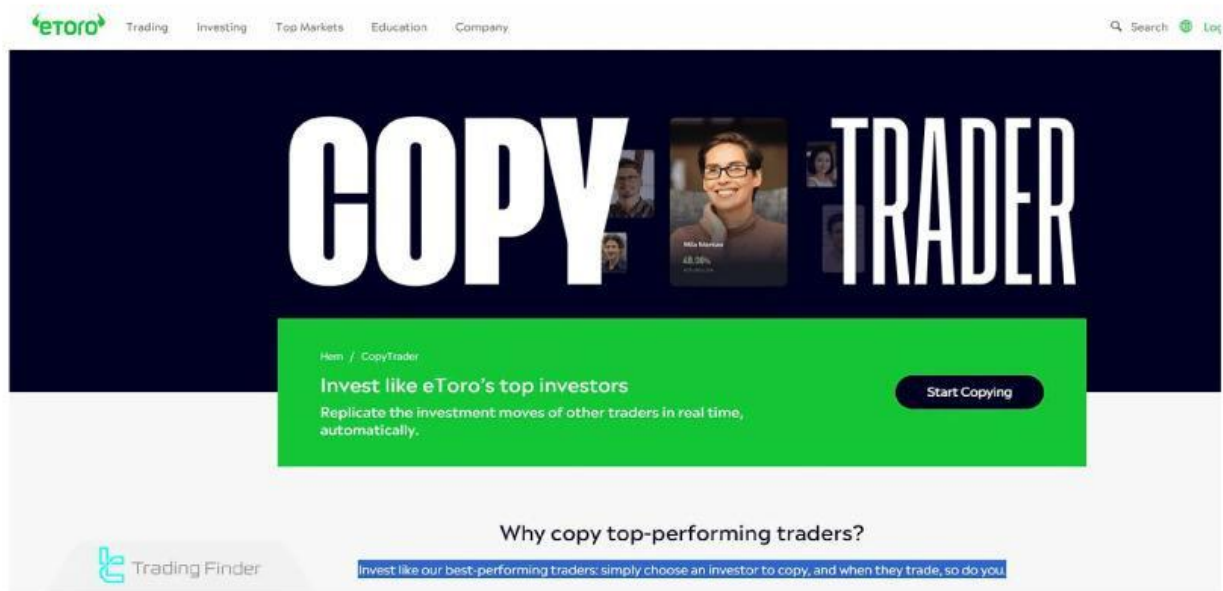 eToro
Trading
Investing
Top Markets
Education
Company
Search
COPY TRADER
48.08%
Hem / CopyTrader
Invest like eToro's top investors
Replicate the investment moves of other traders in real time,
automatically.
Start Copying
Why copy top-performing traders?
Invest like our best-performing traders: simply choose an investor to copy, and when they trade, so do you.
Trading Finder